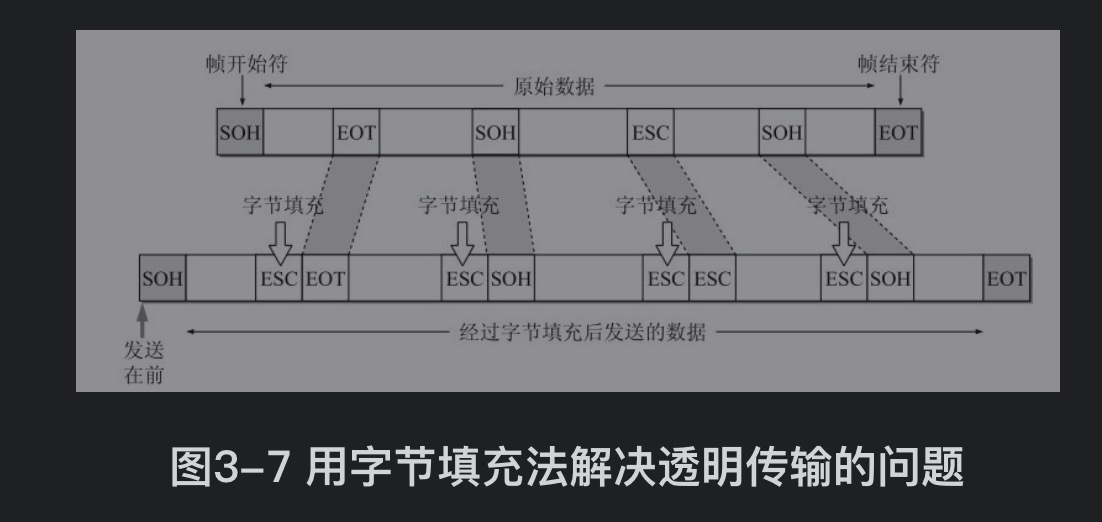 帧开始符
原始数据
帧结束符
SOH EOT SOH ESC SOH EOT
字节填充 字节填充 字节填充 字节填充
SOH ESC EOT ESC SOH ESC ESC ESC SOH EOT
经过字节填充后发送的数据
发送
在前
图3-7 用字节填充法解决透明传输的问题